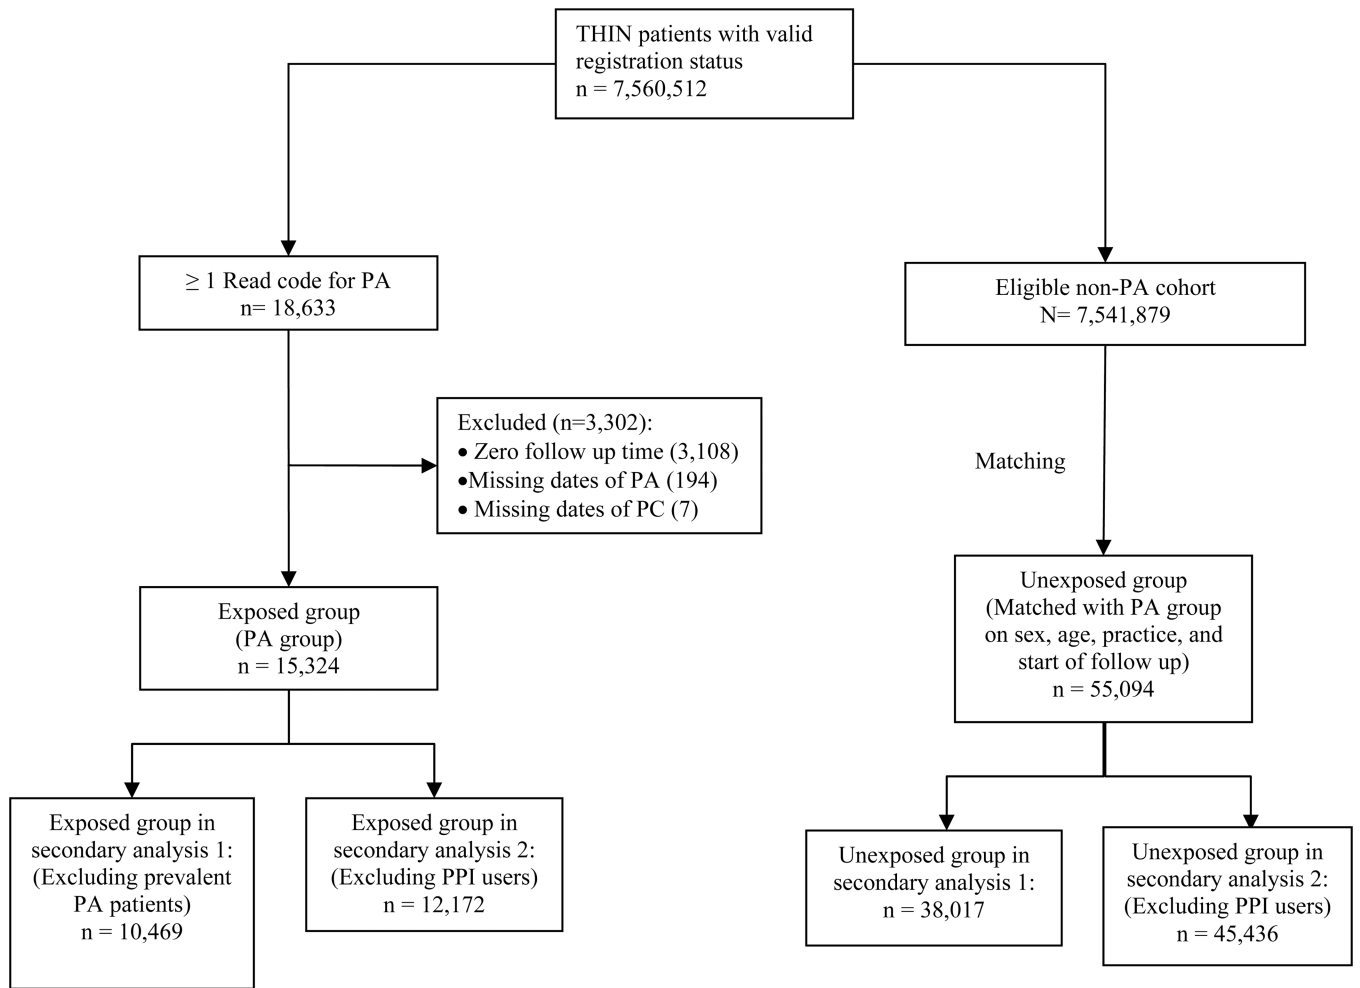 THIN patients with valid
registration status
n = 7,560,512
≥ 1 Read code for PA
n= 18,633
Eligible non-PA cohort
N= 7,541,879
Excluded (n=3,302):
• Zero follow up time (3,108)
•Missing dates of PA (194)
• Missing dates of PC (7)
Matching
Exposed group
(PA group)
n = 15,324
Unexposed group
(Matched with PA group
on sex, age, practice, and
start of follow up)
n = 55,094
Exposed group in
secondary analysis 1:
(Excluding prevalent
PA patients)
n = 10,469
Exposed group in
secondary analysis 2:
(Excluding PPI users)
n = 12,172
Unexposed group in
secondary analysis 1:
n = 38,017
Unexposed group in
secondary analysis 2:
(Excluding PPI users)
n = 45,436